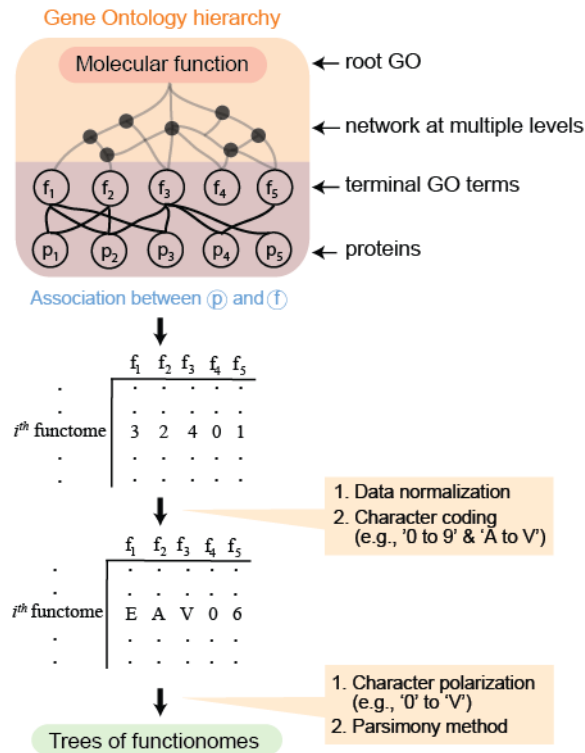 Gene Ontology hierarchy
Molecular function
root GO
network at multiple levels
f1 f2 f3 f4 f5
terminal GO terms
p1 p2 p3 p4 p5
proteins
Association between p and f
f1 f2 f3 f4 f5
. . . . . .
. . . . . .
ith functome 3 2 4 0 1
. . . . . .
. . . . . .
1. Data normalization
2. Character coding
(e.g., '0 to 9' & 'A to V')
f1 f2 f3 f4 f5
. . . . . .
. . . . . .
ith functome E A V 0 6
. . . . . .
. . . . . .
1. Character polarization
(e.g., '0' to 'V')
2. Parsimony method
Trees of functionomes